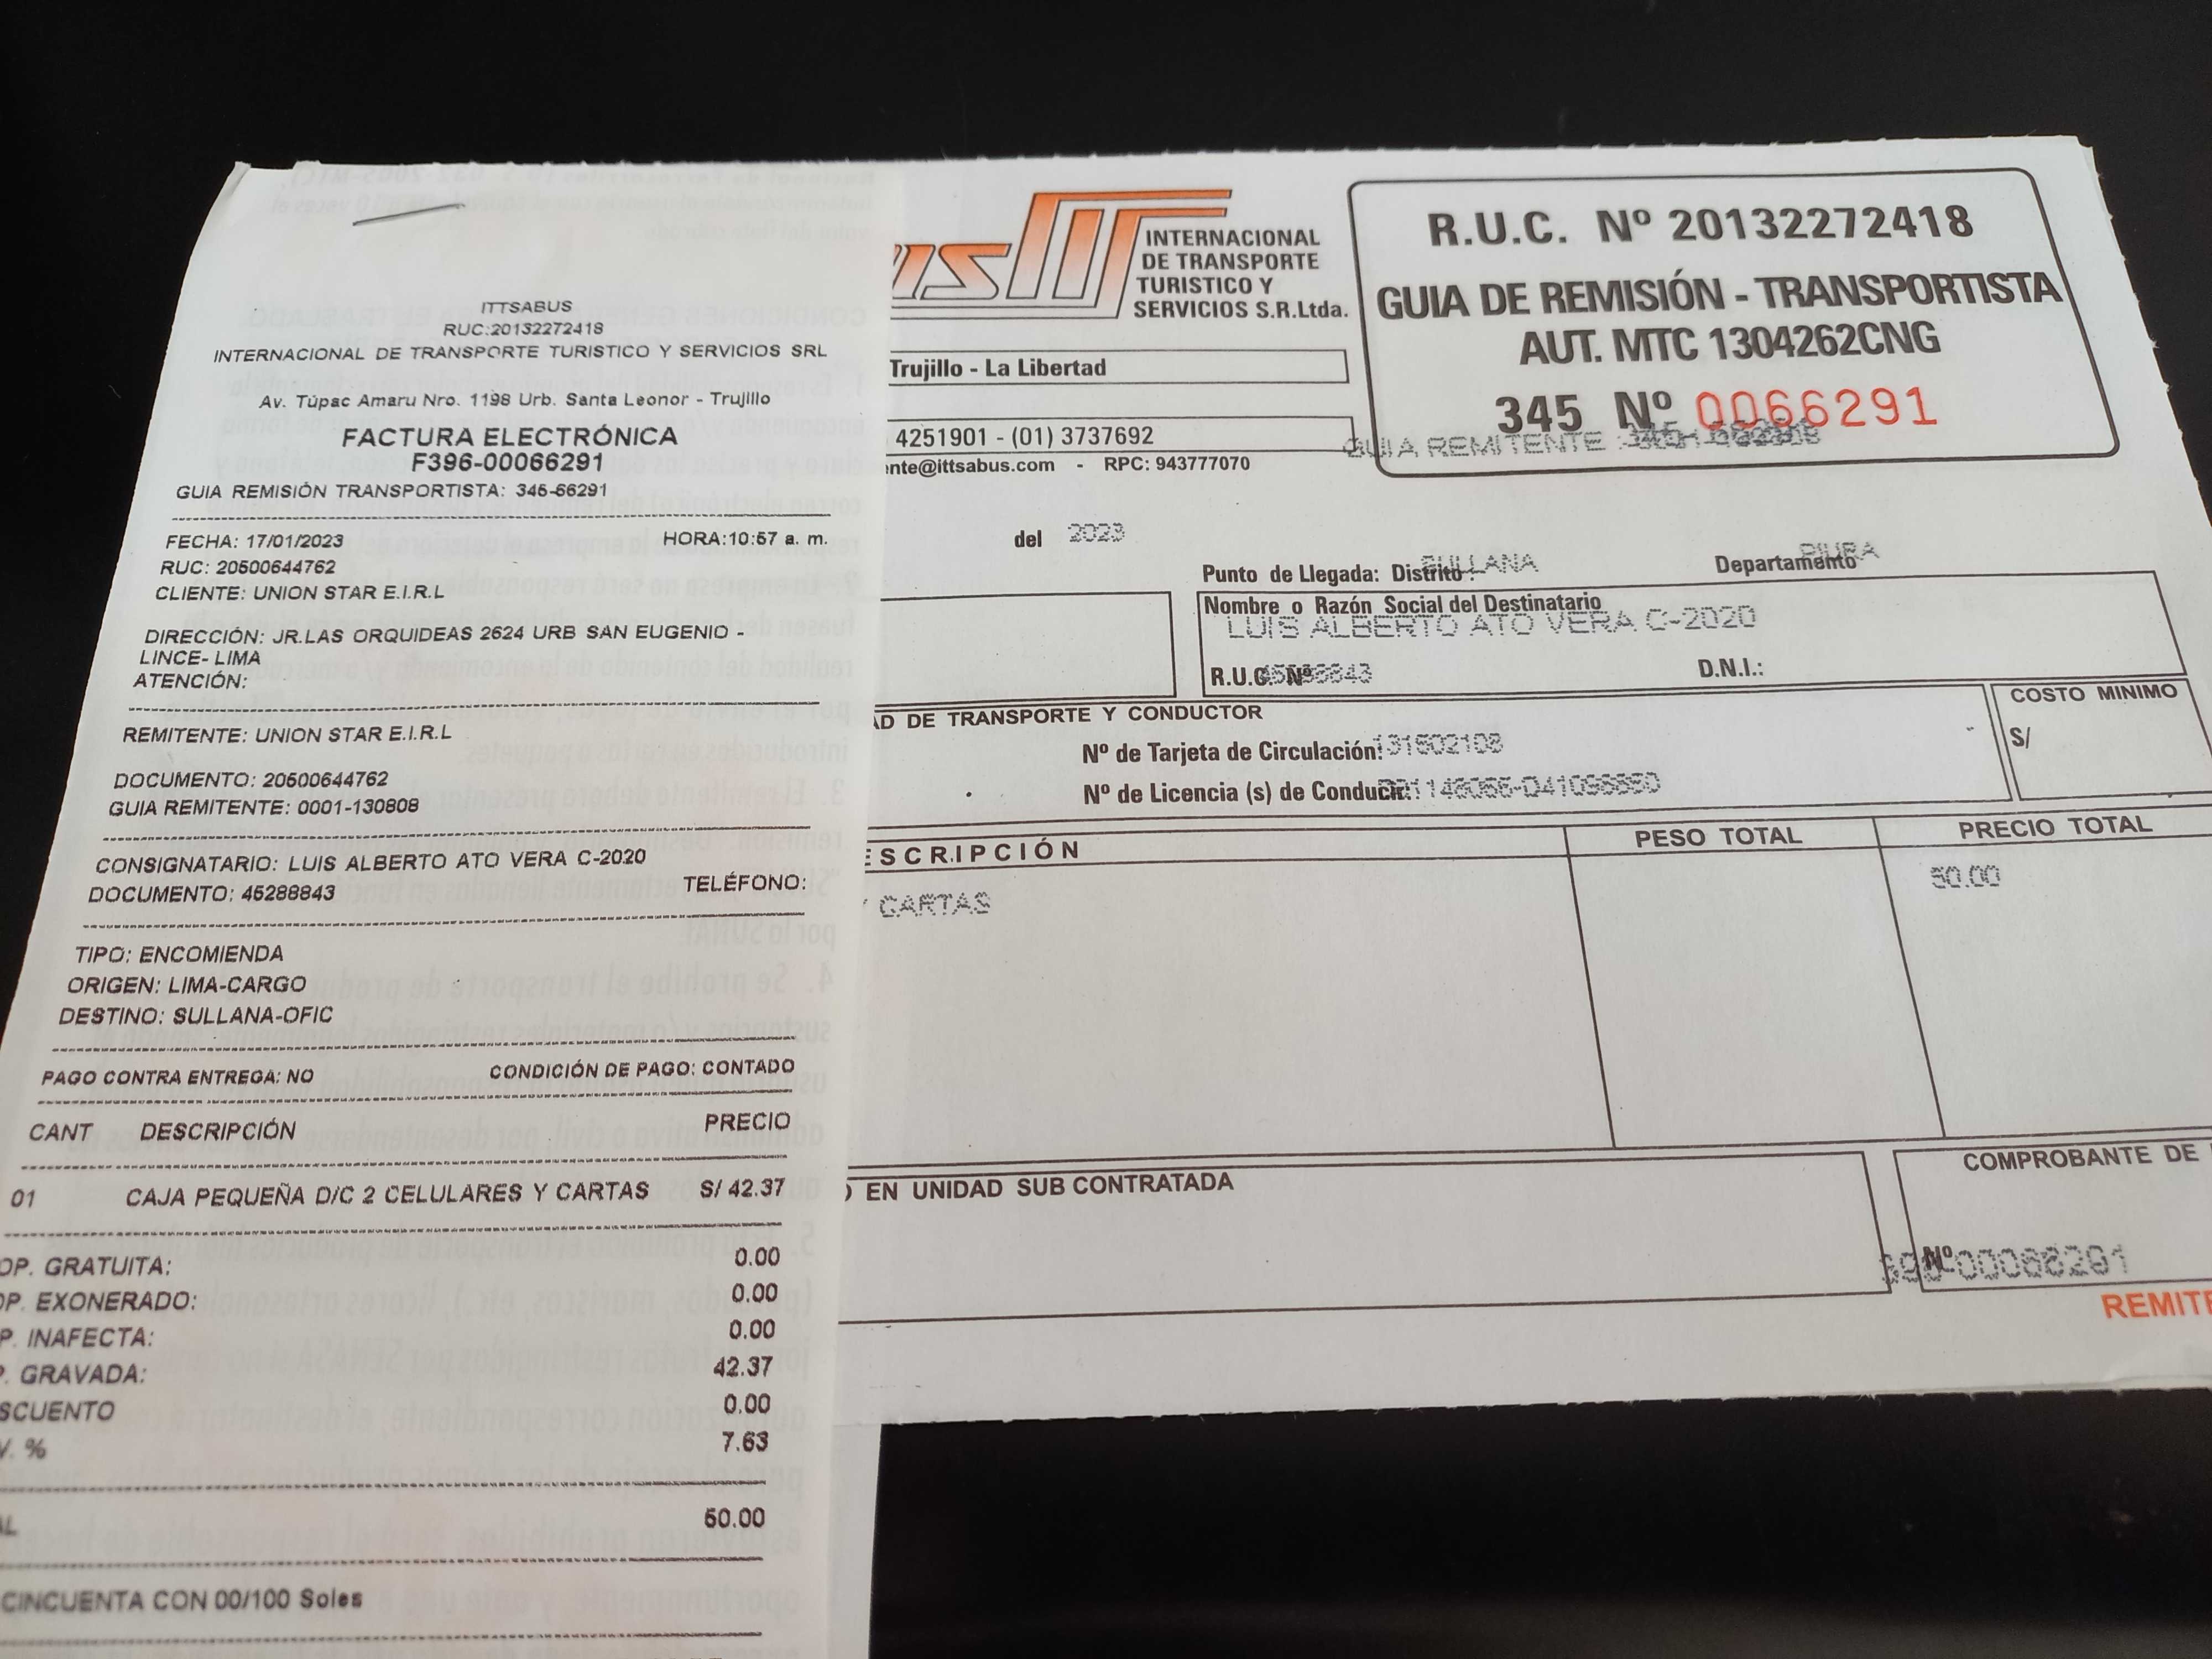 ITTSABUS
RUC:20132272418
INTERNACIONAL DE TRANSPORTE TURISTICO Y SERVICIOS SRL
Av. Túpac Amaru Nro. 1198 Urb. Santa Leonor - Trujillo
FACTURA ELECTRÓNICA
F396-00066291
GUIA REMISIÓN TRANSPORTISTA: 345-66291
FECHA: 17/01/2023 HORA:10:57 a. m.
RUC: 20500644762
CLIENTE: UNION STAR E.I.R.L
DIRECCIÓN: JR.LAS ORQUIDEAS 2624 URB SAN EUGENIO -
LINCE- LIMA
ATENCIÓN:
REMITENTE: UNION STAR E.I.R.L
DOCUMENTO: 20500644762
GUIA REMITENTE: 0001-130808
CONSIGNATARIO: LUIS ALBERTO ATO VERA C-2020
DOCUMENTO: 45288843 TELÉFONO:
TIPO: ENCOMIENDA
ORIGEN: LIMA-CARGO
DESTINO: SULLANA-OFIC
PAGO CONTRA ENTREGA: NO CONDICIÓN DE PAGO: CONTADO
CANT DESCRIPCIÓN PRECIO
01 CAJA PEQUEÑA D/C 2 CELULARES Y CARTAS S/ 42.37
OP. GRATUITA: 0.00
OP. EXONERADO: 0.00
P. INAFECTA: 0.00
P. GRAVADA: 42.37
SCUENTO 0.00
V. % 7.63
AL 50.00
CINCUENTA CON 00/100 Soles
INTERNACIONAL
DE TRANSPORTE
TURISTICO Y
SERVICIOS S.R.Ltda.
Trujillo - La Libertad
4251901 - (01) 3737692
nte@ittsabus.com - RPC: 943777070
R.U.C. Nº 20132272418
GUIA DE REMISIÓN - TRANSPORTISTA
AUT. MTC 1304262CNG
345 Nº 0066291
GUIA REMITENTE :
del 2023
Punto de Llegada: Distrito : SULLANA Departamento PIURA
Nombre o Razón Social del Destinatario
LUIS ALBERTO ATO VERA C-2020
R.U.C. Nº D.N.I.:
AD DE TRANSPORTE Y CONDUCTOR
COSTO MINIMO
S/
Nº de Tarjeta de Circulación: 131502108
Nº de Licencia (s) de Conducir:
ESCRIPCIÓN PESO TOTAL PRECIO TOTAL
Y CARTAS 50.00
O EN UNIDAD SUB CONTRATADA
COMPROBANTE DE
Nº 00066291
REMITE